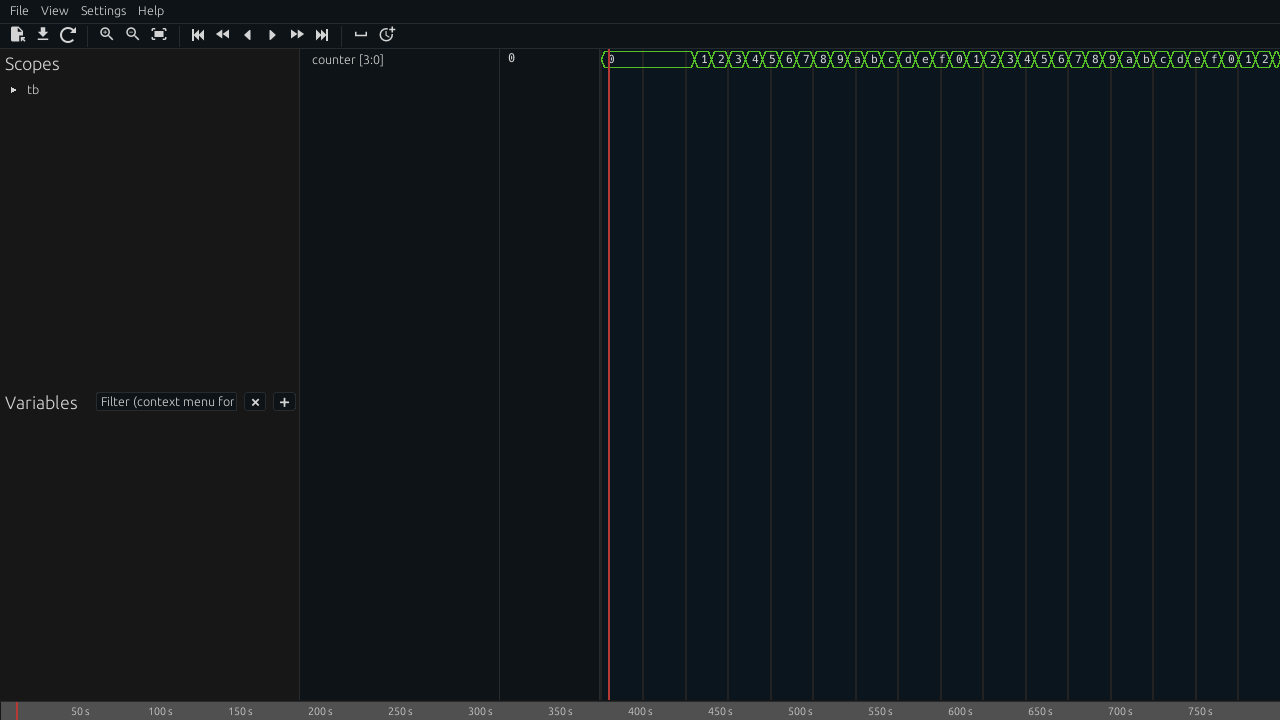 File View Settings Help
Scopes
counter [3:0]
0
0 1 2 3 4 5 6 7 8 9 a b c d e f 0 1 2 3 4 5 6 7 8 9 a b c d e f 0 1 2
tb
Variables
Filter (context menu for
50 s 100 s 150 s 200 s 250 s 300 s 350 s 400 s 450 s 500 s 550 s 600 s 650 s 700 s 750 s